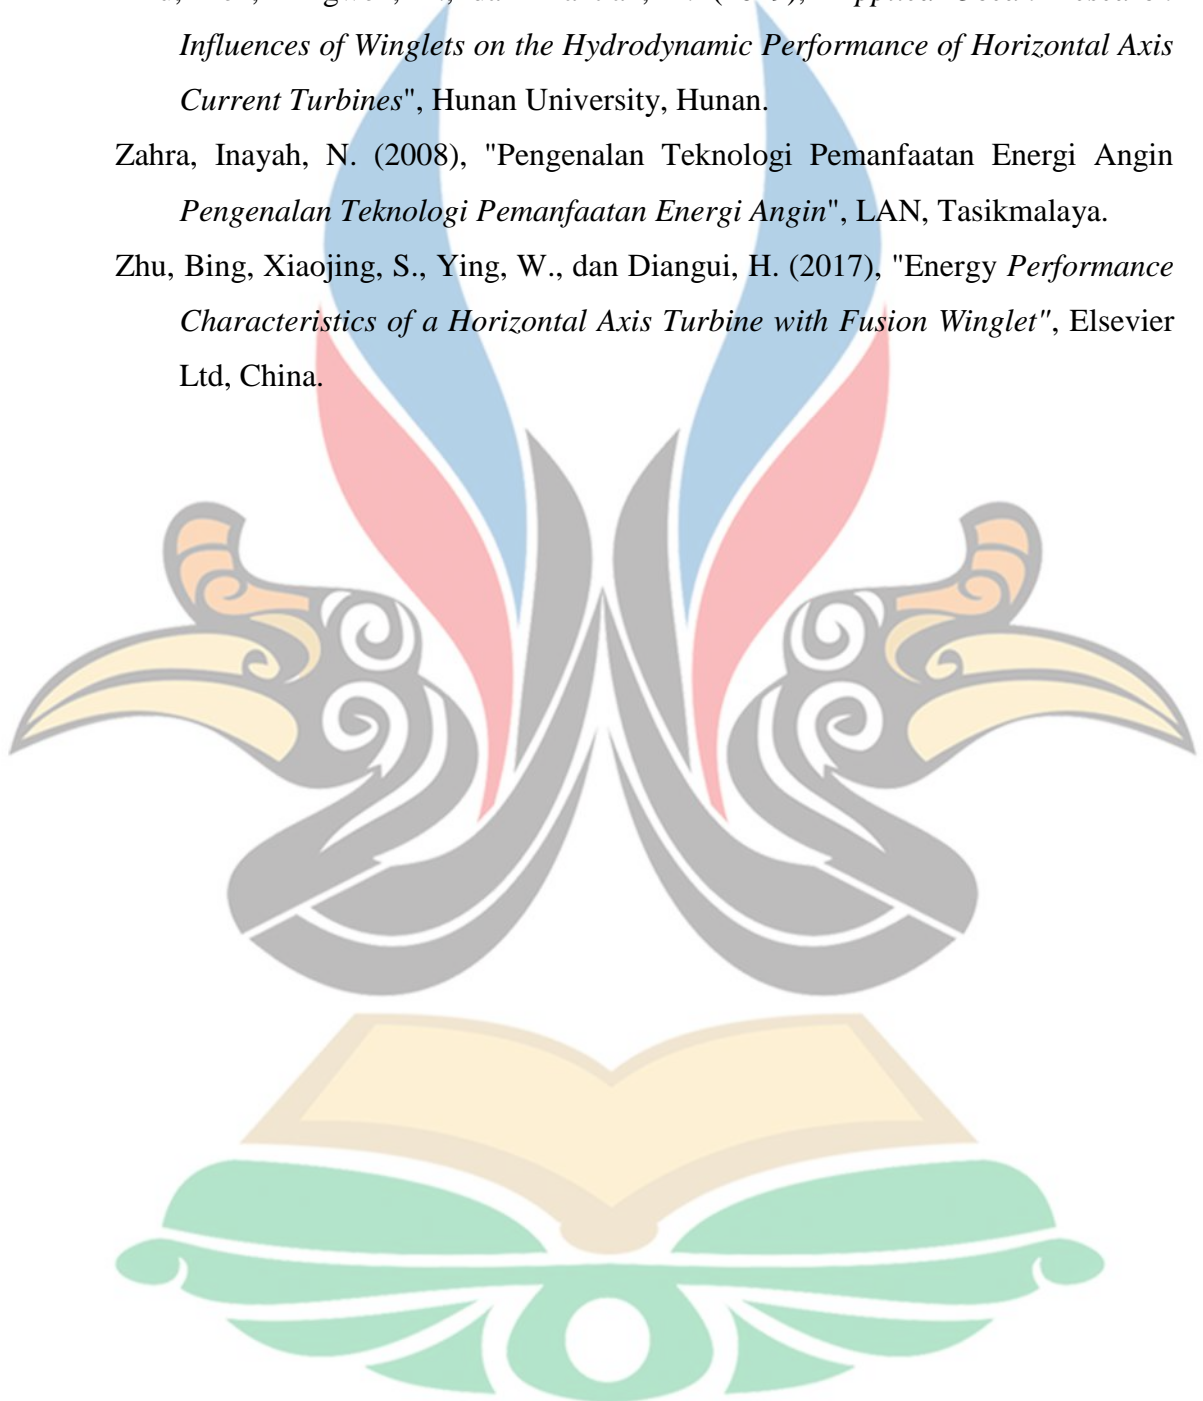 Influences of Winglets on the Hydrodynamic Performance of Horizontal Axis
Current Turbines", Hunan University, Hunan.
Zahra, Inayah, N. (2008), "Pengenalan Teknologi Pemanfaatan Energi Angin
Pengenalan Teknologi Pemanfaatan Energi Angin", LAN, Tasikmalaya.
Zhu, Bing, Xiaojing, S., Ying, W., dan Diangui, H. (2017), "Energy Performance
Characteristics of a Horizontal Axis Turbine with Fusion Winglet", Elsevier
Ltd, China.